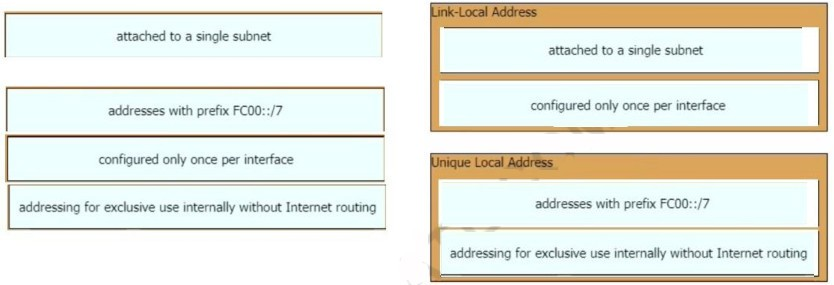 attached to a single subnet
addresses with prefix FC00::/7
configured only once per interface
addressing for exclusive use internally without Internet routing
Link-Local Address
attached to a single subnet
configured only once per interface
Unique Local Address
addresses with prefix FC00::/7
addressing for exclusive use internally without Internet routing